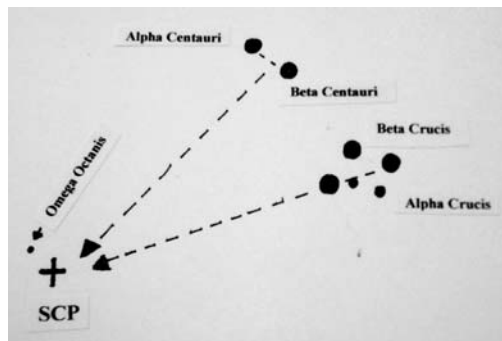 Alpha Centauri
Beta Centauri
Beta Crucis
Omega Octanis
Alpha Crucis
SCP